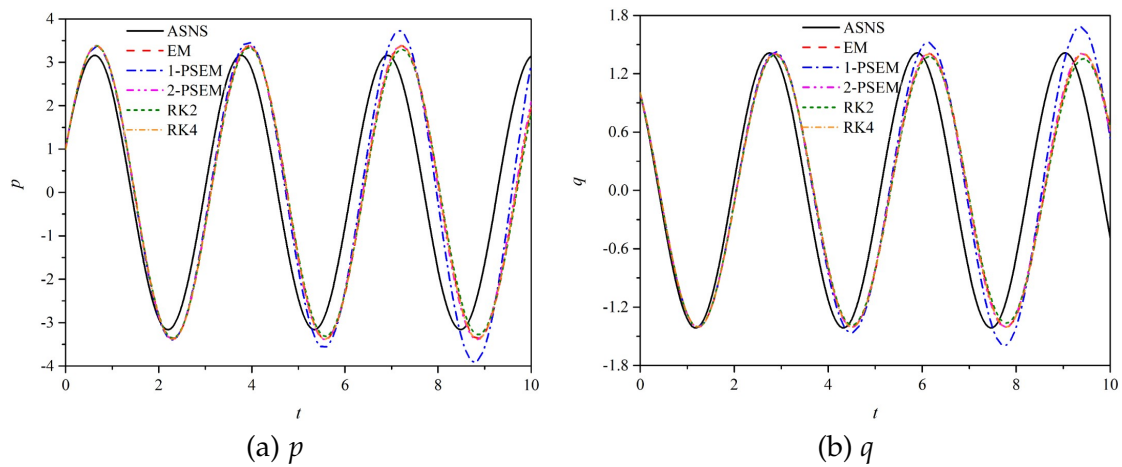 4
3
2
1
0
-1
-2
-3
-4
p
ASNS
EM
1-PSEM
2-PSEM
RK2
RK4
0 2 4 6 8 10
t
(a) p
1.8
1.2
0.6
0.0
-0.6
-1.2
-1.8
q
ASNS
EM
1-PSEM
2-PSEM
RK2
RK4
0 2 4 6 8 10
t
(b) q